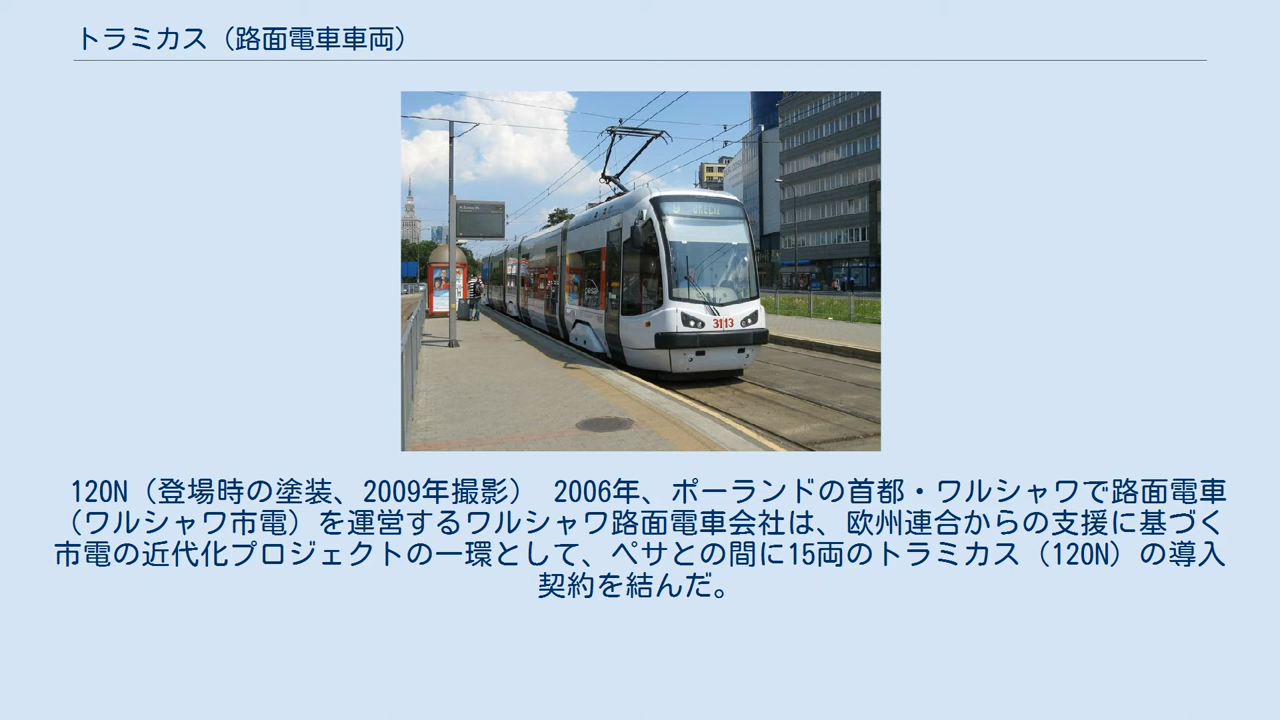 トラミカス（路面電車車両）
3113
120N（登場時の塗装、2009年撮影） 2006年、ポーランドの首都・ワルシャワで路面電車
（ワルシャワ市電）を運営するワルシャワ路面電車会社は、欧州連合からの支援に基づく
市電の近代化プロジェクトの一環として、ペサとの間に15両のトラミカス（120N）の導入
契約を結んだ。